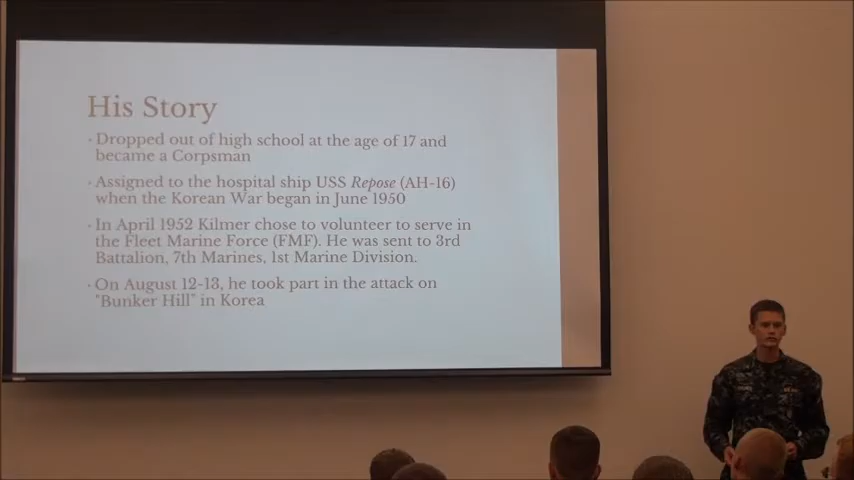 His Story
· Dropped out of high school at the age of 17 and
became a Corpsman
· Assigned to the hospital ship USS Repose (AH-16)
when the Korean War began in June 1950
· In April 1952 Kilmer chose to volunteer to serve in
the Fleet Marine Force (FMF). He was sent to 3rd
Battalion, 7th Marines, 1st Marine Division.
· On August 12-13, he took part in the attack on
"Bunker Hill" in Korea